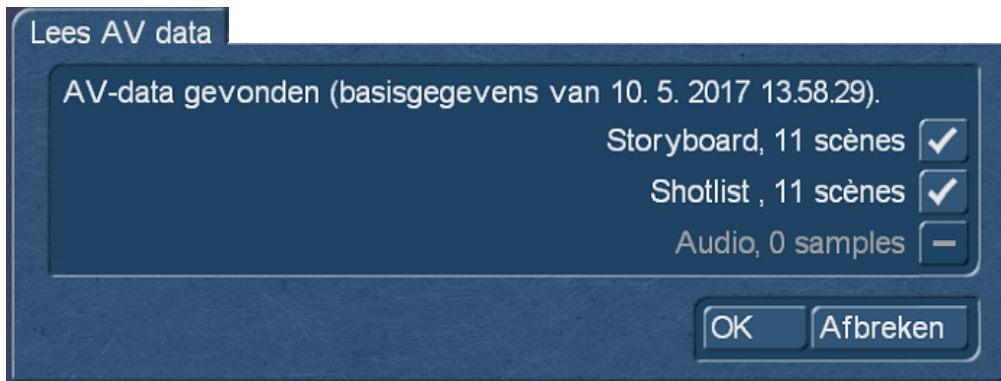 Lees AV data
AV-data gevonden (basisgegevens van 10. 5. 2017 13.58.29).
Storyboard, 11 scènes
Shotlist , 11 scènes
Audio, 0 samples
OK Afbreken